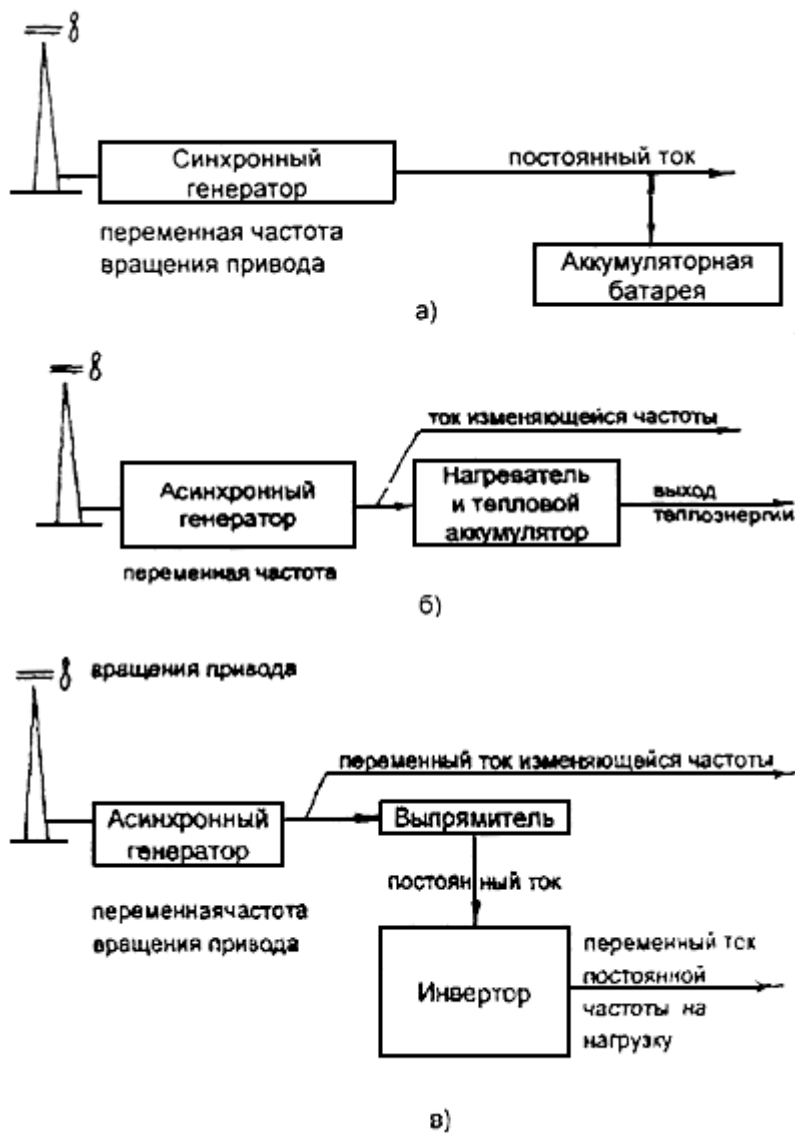 Синхронный
генератор
постоянный ток
переменная частота
вращения привода
Аккумуляторная
батарея
а)
ток изменяющейся частоты
Асинхронный
генератор
Нагреватель
и тепловой
аккумулятор
выход
теплоэнергии
переменная частота
б)
вращения привода
переменный ток изменяющейся частоты
Асинхронный
генератор
Выпрямитель
постоянный ток
переменнаячастота
вращения привода
Инвертор
переменный ток
постоянной
частоты на
нагрузку
в)